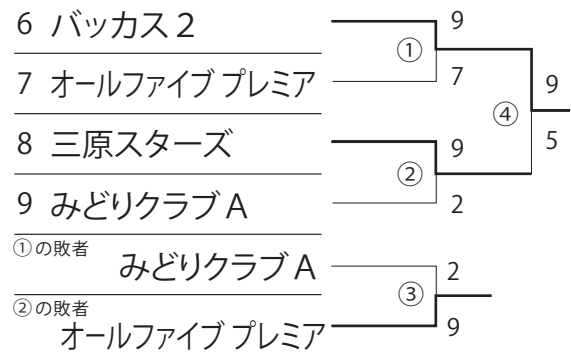 6 バッカス 2 9
①
7 オールファイブ プレミア 7
9
④
8 三原スターズ 9 5
②
9 みどりクラブ A 2
①の敗者
みどりクラブ A 2
③
②の敗者
オールファイブ プレミア 9